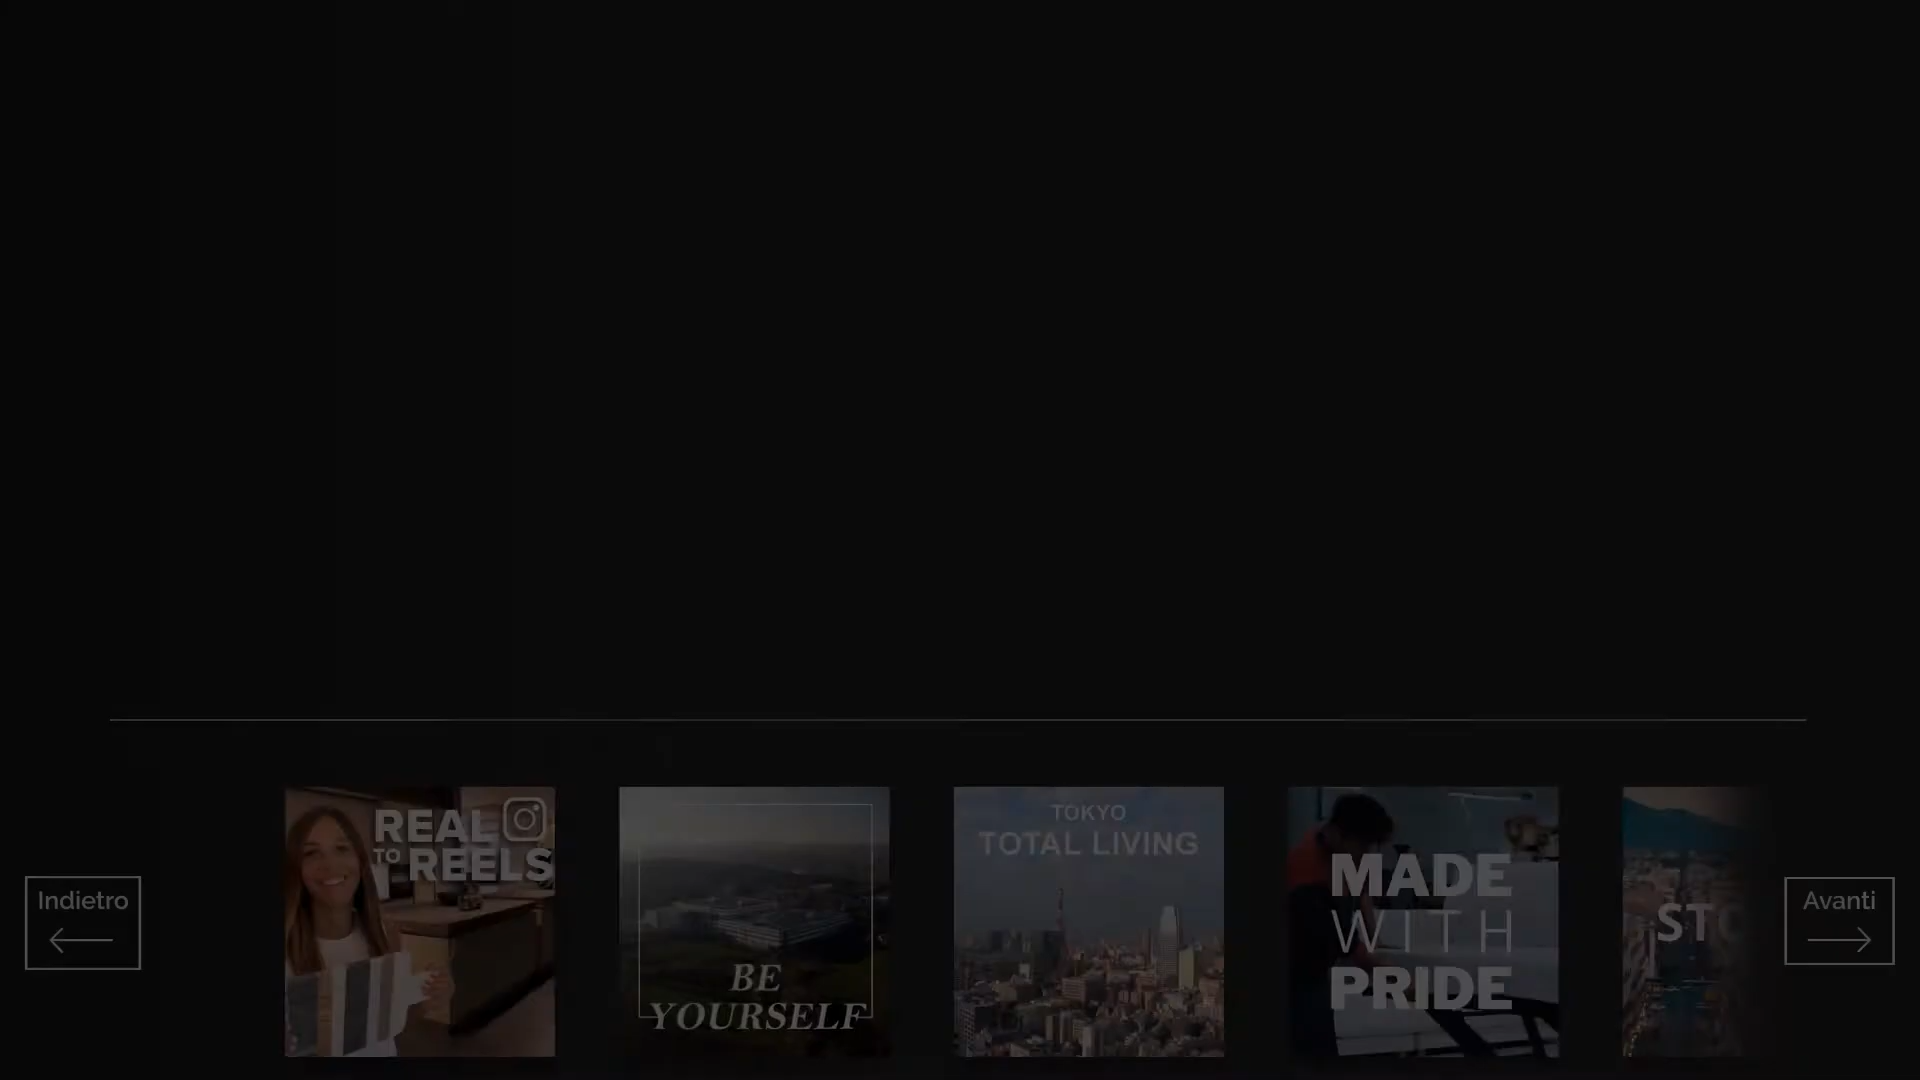 REAL
TO REELS
BE
YOURSELF
TOKYO
TOTAL LIVING
MADE
WITH
PRIDE
Indietro
Avanti